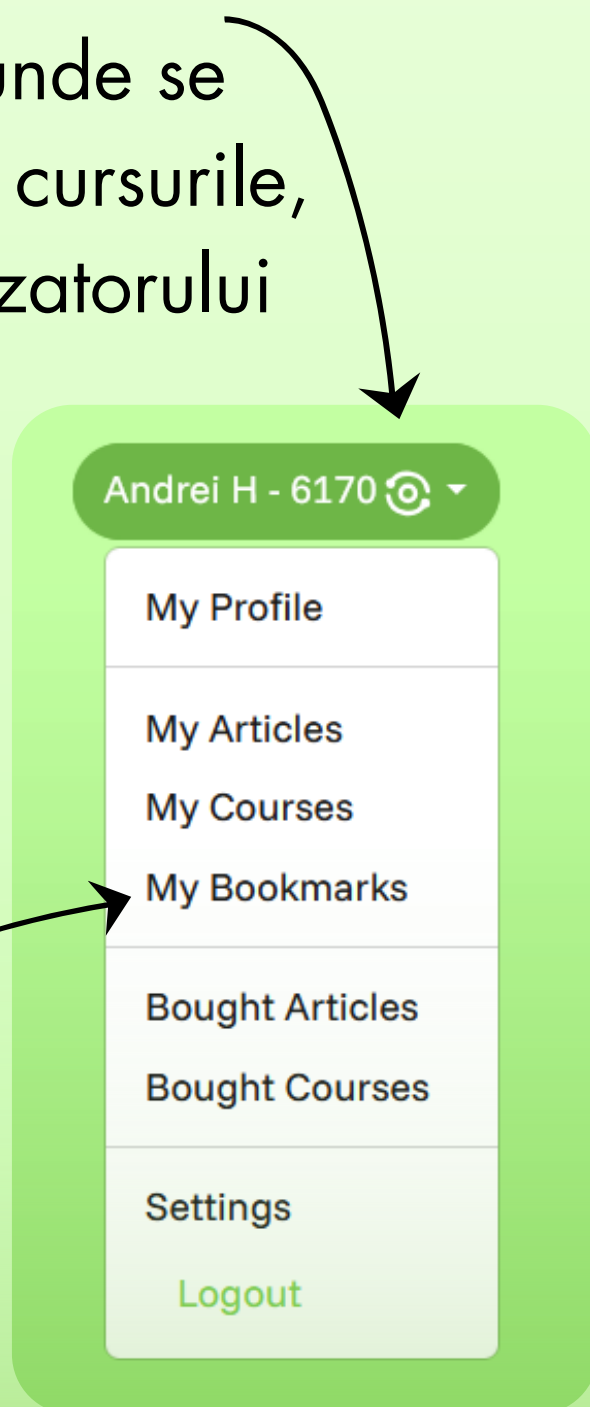 unde se
cursurile,
zatorului
Andrei H - 6170
My Profile
My Articles
My Courses
My Bookmarks
Bought Articles
Bought Courses
Settings
Logout